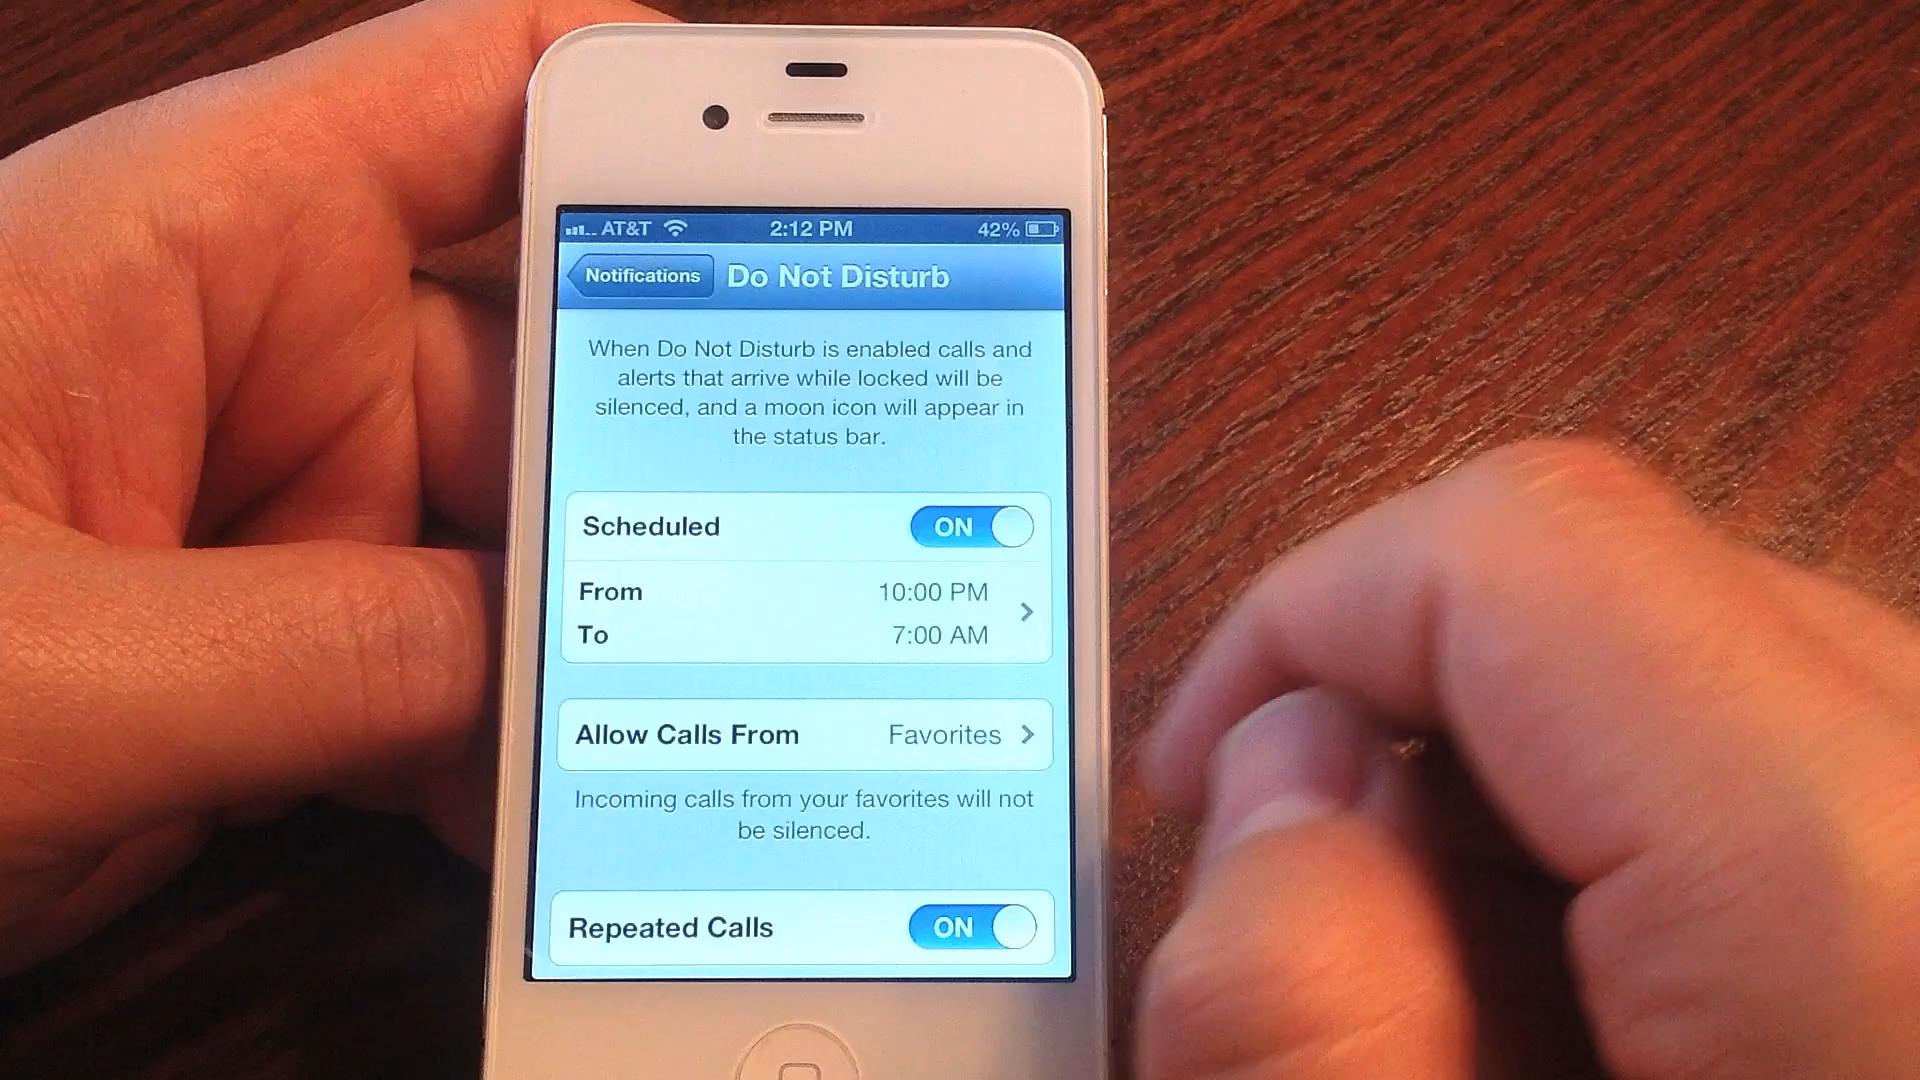 AT&T 2:12 PM 42%
Notifications Do Not Disturb
When Do Not Disturb is enabled calls and
alerts that arrive while locked will be
silenced, and a moon icon will appear in
the status bar.
Scheduled ON
From 10:00 PM
To 7:00 AM
Allow Calls From Favorites
Incoming calls from your favorites will not
be silenced.
Repeated Calls ON